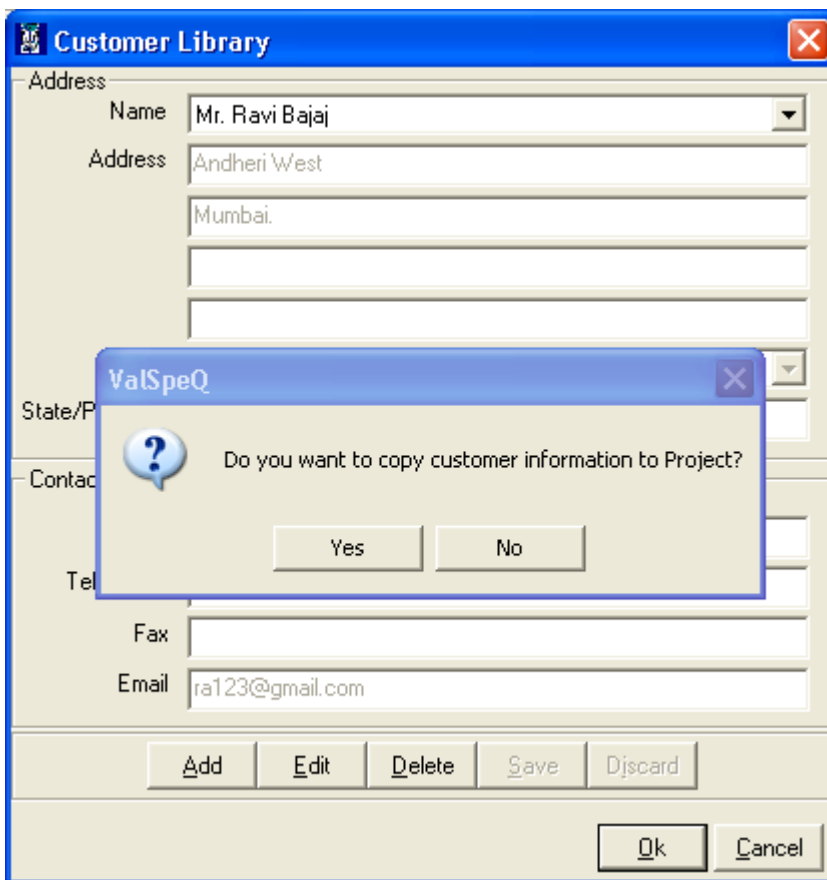 Customer Library
Address
Name Mr. Ravi Bajaj
Address Andheri West
Mumbai.
ValSpeQ
State/P
Do you want to copy customer information to Project?
Contac
Yes No
Tel
Fax
Email ra123@gmail.com
Add Edit Delete Save Discard
Ok Cancel